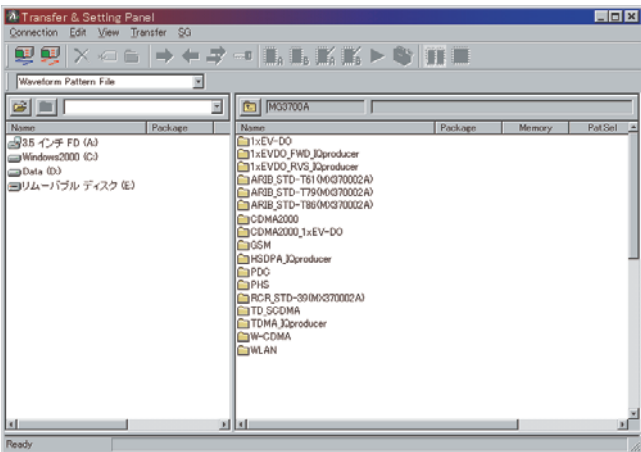 Transfer & Setting Panel
Connection Edit View Transfer SG
Waveform Pattern File
MG3700A
Name Package
3.5 インチ FD (A:)
Windows2000 (C:)
Data (D:)
リムーバブル ディスク (E:)
Name Package Memory PatSel
1xEV-DO
1xEVDO_FWD_IQproducer
1xEVDO_RVS_IQproducer
ARIB_STD-T61(MX370002A)
ARIB_STD-T79(MX370002A)
ARIB_STD-T86(MX370002A)
CDMA2000
CDMA2000_1xEV-DO
GSM
HSDPA_IQproducer
PDC
PHS
RCR_STD-39(MX370002A)
TD_SCDMA
TDMA_IQproducer
W-CDMA
WLAN
Ready